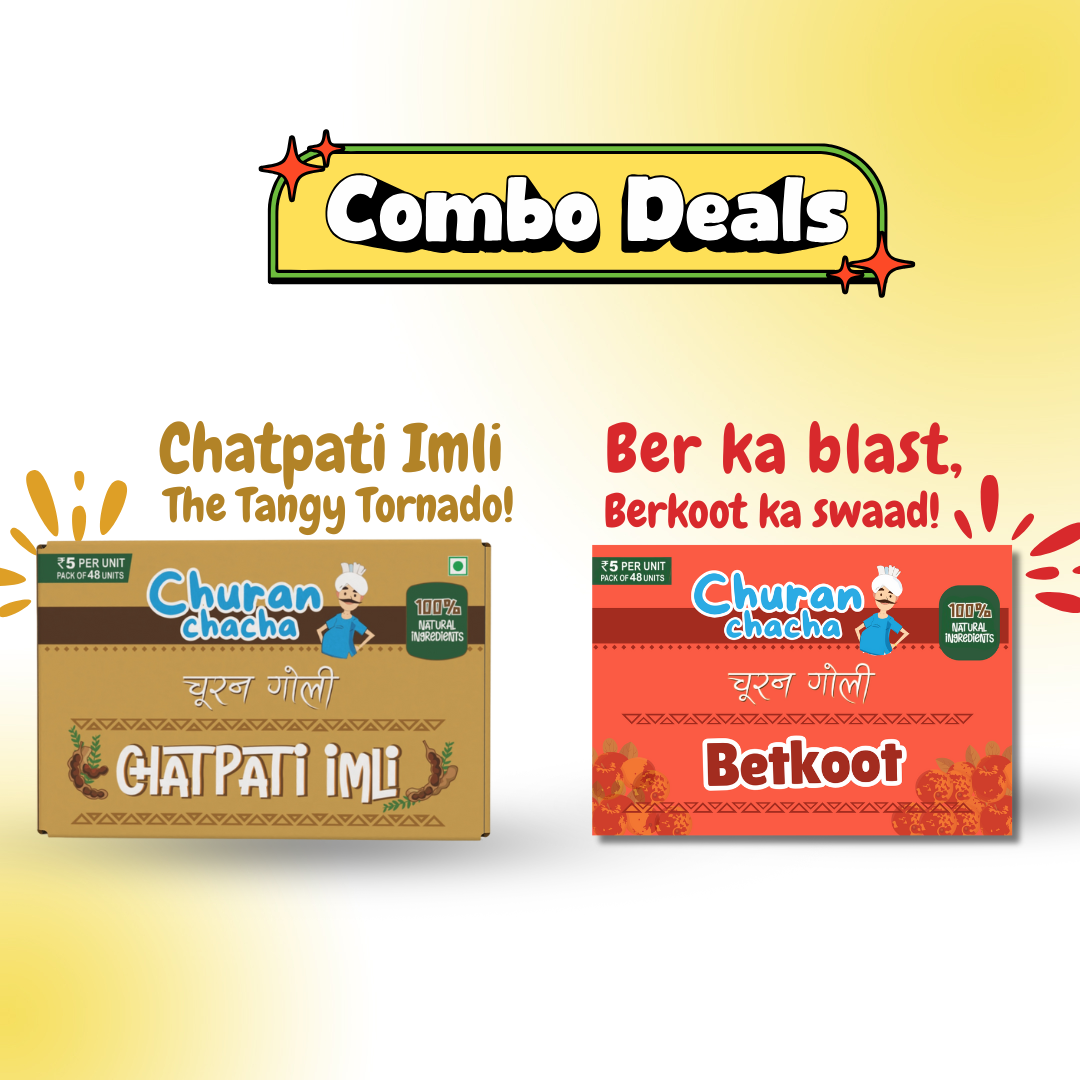 Combo Deals
Chatpati Imli
The Tangy Tornado!
Ber ka blast,
Berkoot ka swaad!
₹5 PER UNIT
PACK OF 48 UNITS
Churan
chacha
100%
NATURAL
INGREDIENTS
चूरन गोली
CHATPATI iMLi
₹5 PER UNIT
PACK OF 48 UNITS
Churan
chacha
100%
NATURAL
INGREDIENTS
चूरन गोली
Betkoot